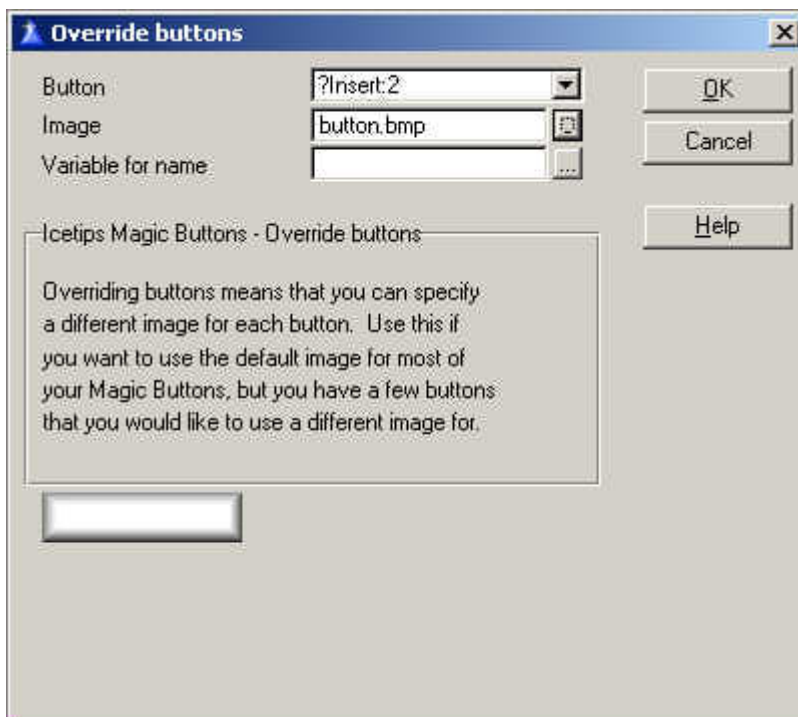 Override buttons
Button
?Insert:2
OK
Image
button.bmp
Cancel
Variable for name
...
Help
Icetips Magic Buttons - Override buttons
Overriding buttons means that you can specify
a different image for each button.  Use this if
you want to use the default image for most of
your Magic Buttons, but you have a few buttons
that you would like to use a different image for.